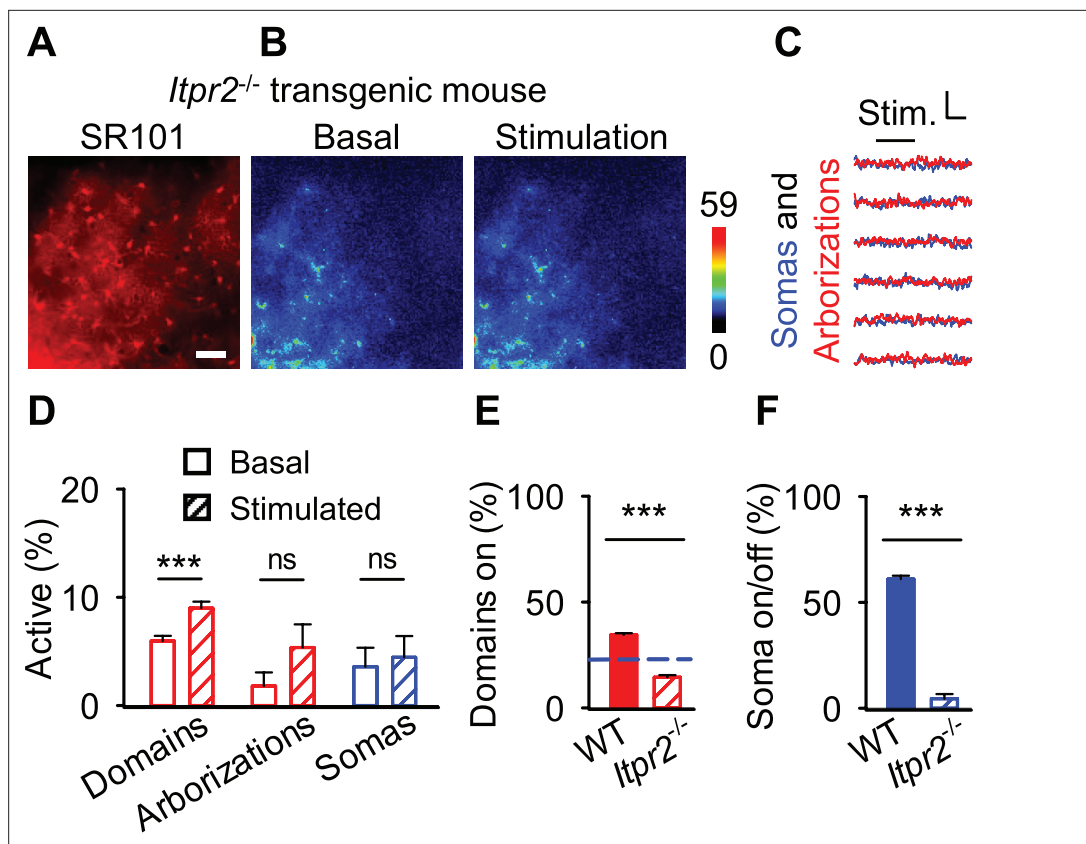 A
B
C
Itpr2-/- transgenic mouse
SR101
Basal
Stimulation
Stim.
59
0
Somas and
Arborizations
D
Basal
Stimulated
Active (%)
20
10
0
***
ns
ns
Domains
Arborizations
Somas
E
Domains on (%)
100
50
0
***
WT
Itpr2-/-
F
Soma on/off (%)
100
50
0
***
WT
Itpr2-/-